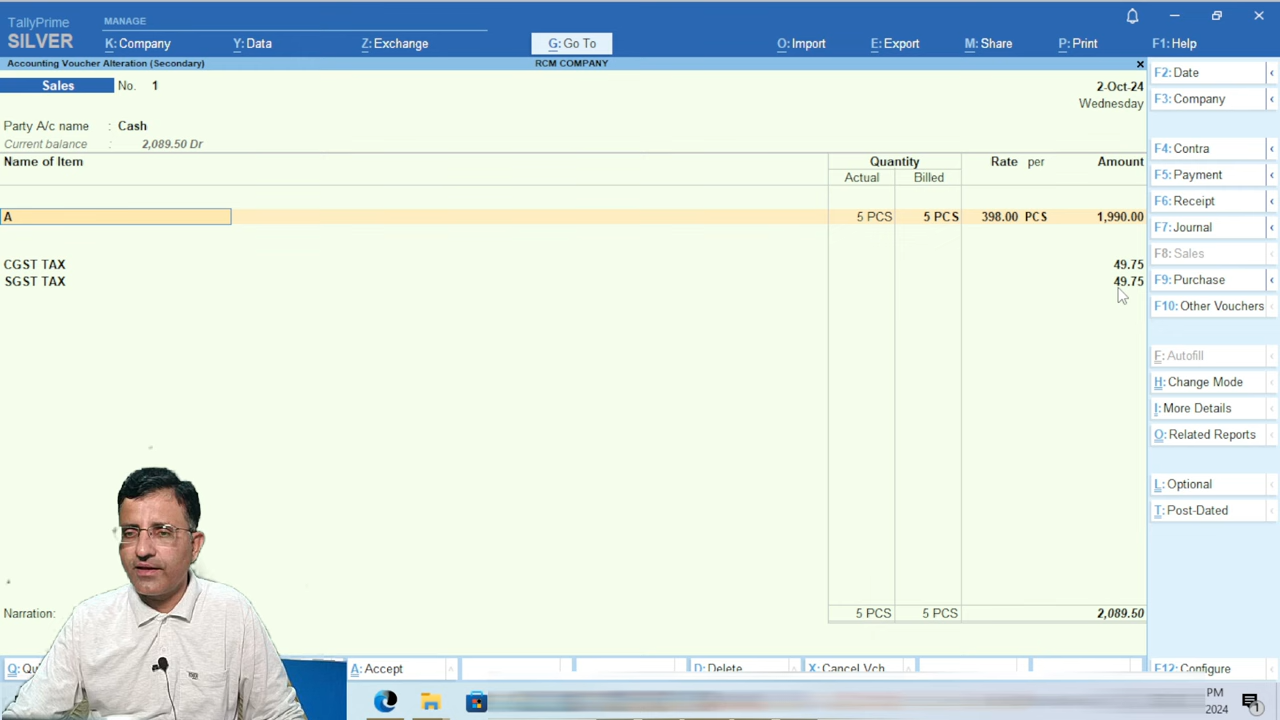 TallyPrime
MANAGE
SILVER
K: Company
Y: Data
Z: Exchange
G: Go To
O: Import
E: Export
M: Share
P: Print
F1: Help
Accounting Voucher Alteration (Secondary)
RCM COMPANY
Sales No. 1
2-Oct-24
Wednesday
Party A/c name : Cash
Current balance : 2,089.50 Dr
Name of Item
Quantity
Rate per
Amount
Actual
Billed
A 5 PCS 5 PCS 398.00 PCS 1,990.00
CGST TAX 49.75
SGST TAX 49.75
Narration:
5 PCS 5 PCS 2,089.50
F2: Date
F3: Company
F4: Contra
F5: Payment
F6: Receipt
F7: Journal
F8: Sales
F9: Purchase
F10: Other Vouchers
F: Autofill
H: Change Mode
I: More Details
O: Related Reports
L: Optional
T: Post-Dated
A: Accept
D: Delete
X: Cancel Vch
F12: Configure
PM
2024
1